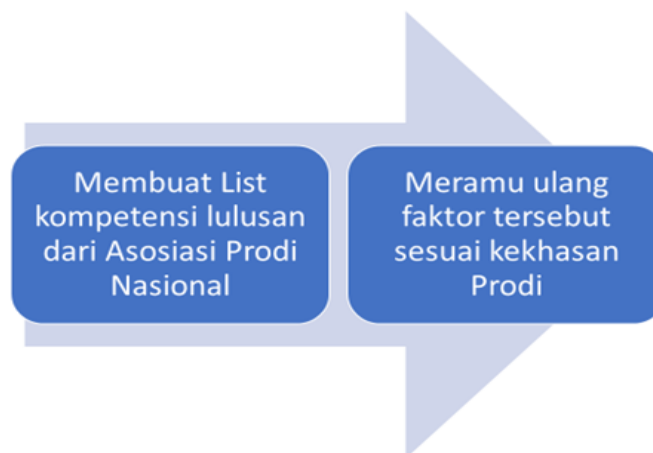 Membuat List
kompetensi lulusan
dari Asosiasi Prodi
Nasional
Meramu ulang
faktor tersebut
sesuai kekhasan
Prodi